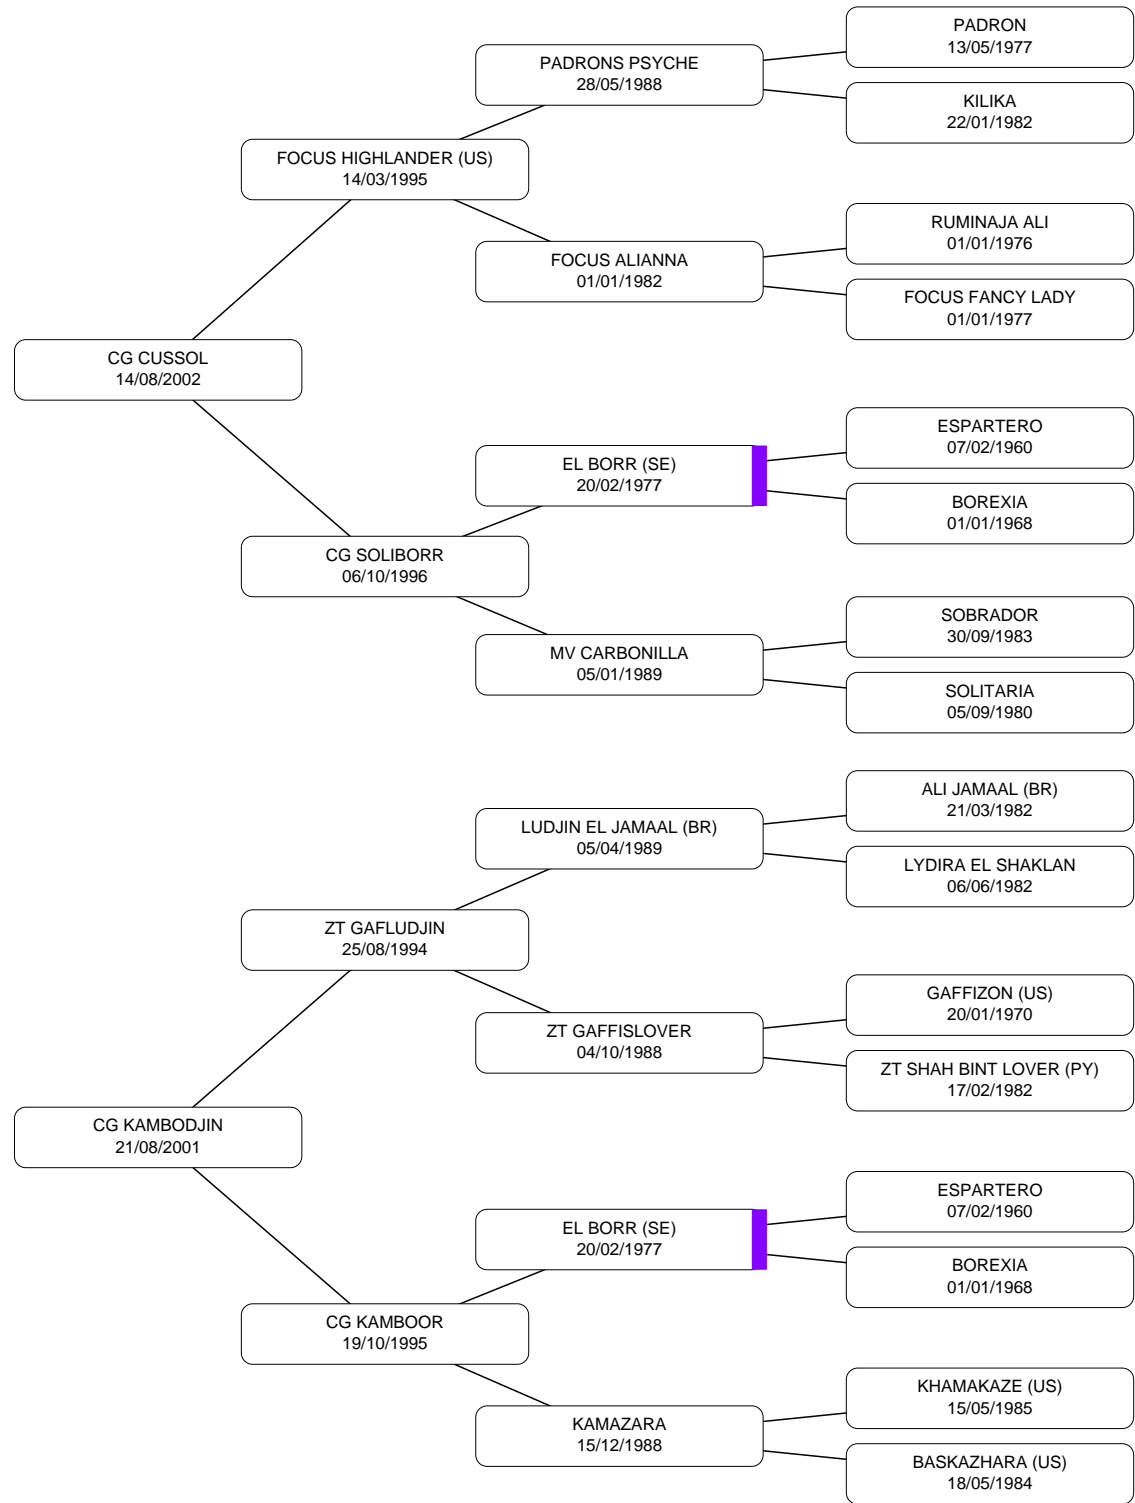 PADRON
13/05/1977
PADRONS PSYCHE
28/05/1988
KILIKA
22/01/1982
FOCUS HIGHLANDER (US)
14/03/1995
RUMINAJA ALI
01/01/1976
FOCUS ALIANNA
01/01/1982
FOCUS FANCY LADY
01/01/1977
CG CUSSOL
14/08/2002
ESPARTERO
07/02/1960
EL BORR (SE)
20/02/1977
BOREXIA
01/01/1968
CG SOLIBORR
06/10/1996
SOBRADOR
30/09/1983
MV CARBONILLA
05/01/1989
SOLITARIA
05/09/1980
ALI JAMAAL (BR)
21/03/1982
LUDJIN EL JAMAAL (BR)
05/04/1989
LYDIRA EL SHAKLAN
06/06/1982
ZT GAFLUDJIN
25/08/1994
GAFFIZON (US)
20/01/1970
ZT GAFFISLOVER
04/10/1988
ZT SHAH BINT LOVER (PY)
17/02/1982
CG KAMBODJIN
21/08/2001
ESPARTERO
07/02/1960
EL BORR (SE)
20/02/1977
BOREXIA
01/01/1968
CG KAMBOOR
19/10/1995
KHAMAKAZE (US)
15/05/1985
KAMAZARA
15/12/1988
BASKAZHARA (US)
18/05/1984